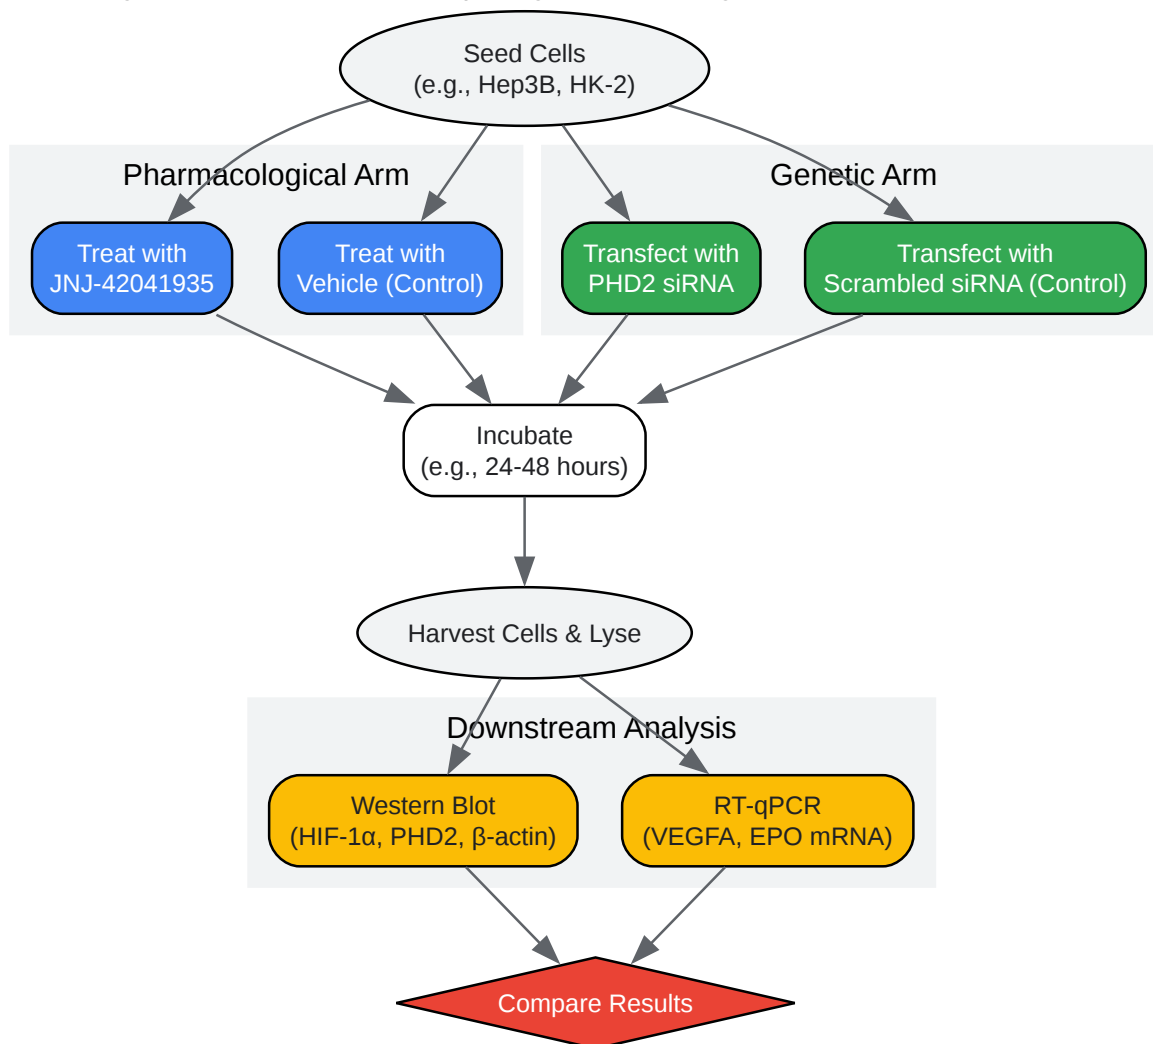 Seed Cells
(e.g., Hep3B, HK-2)
Pharmacological Arm
Genetic Arm
Treat with
JNJ-42041935
Treat with
Vehicle (Control)
Transfect with
PHD2 siRNA
Transfect with
Scrambled siRNA (Control)
Incubate
(e.g., 24-48 hours)
Harvest Cells & Lyse
Downstream Analysis
Western Blot
(HIF-1α, PHD2, β-actin)
RT-qPCR
(VEGFA, EPO mRNA)
Compare Results